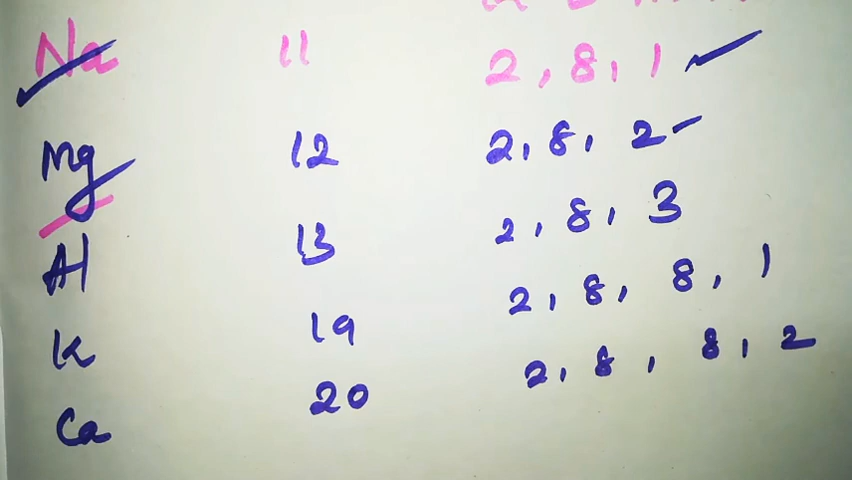 Na 11 2, 8, 1
Mg 12 2, 8, 2
Al 13 2, 8, 3
K 19 2, 8, 8, 1
Ca 20 2, 8, 8, 2